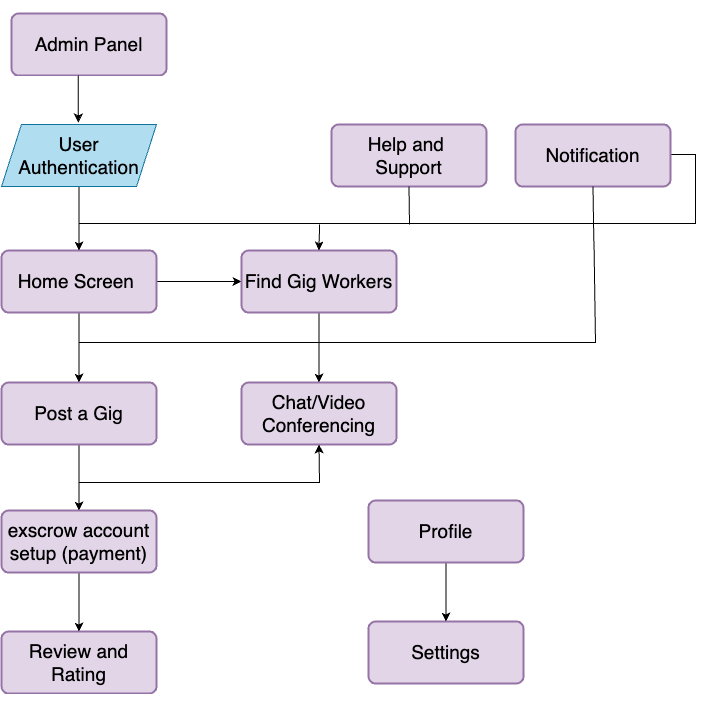 Admin Panel
User
Authentication
Help and
Support
Notification
Home Screen
Find Gig Workers
Post a Gig
Chat/Video
Conferencing
exscrow account
setup (payment)
Profile
Review and
Rating
Settings